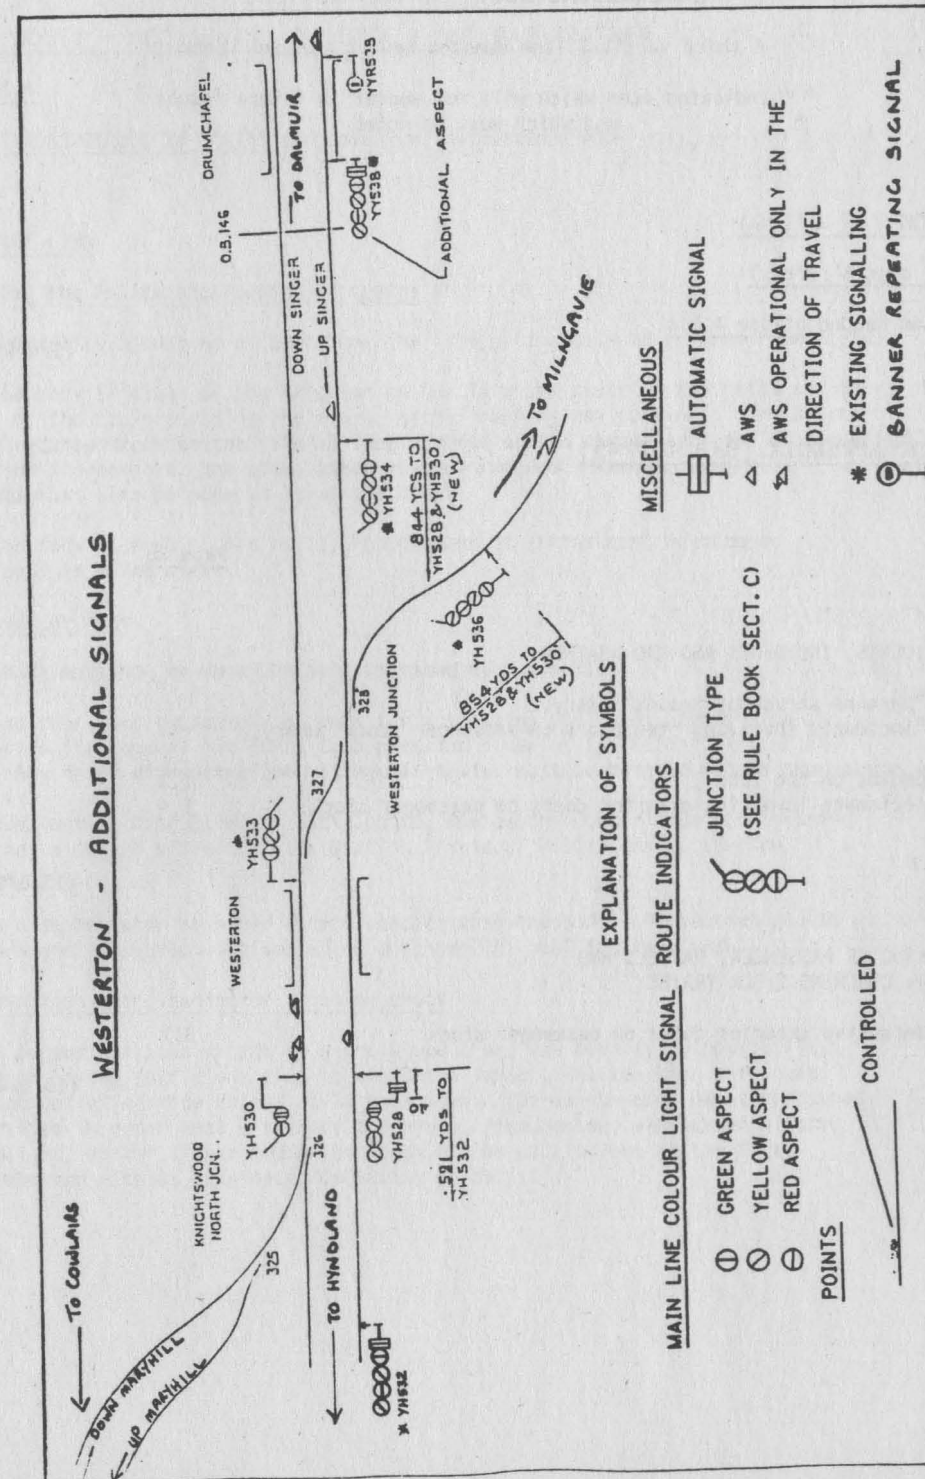 WESTERTON - ADDITIONAL SIGNALS
TO COWLAIRS
DOWN MARYHILL
UP MARYHILL
KNIGHTSWOOD
NORTH JCN.
325
326
TO HYNDLAND
* YH532
YH530
YH528
591 YDS TO
YH532
WESTERTON
YH533 *
327
328
WESTERTON JUNCTION
* YH536
854 YDS TO
YH528 & YH530
(NEW)
* YH534
844 YDS TO
YH528 & YH530
(NEW)
TO MILNGAVIE
DOWN SINGER
UP SINGER
TO DALMUIR
O.B.146
DRUMCHAPEL
YY538 *
YYR535
ADDITIONAL ASPECT
EXPLANATION OF SYMBOLS
MAIN LINE COLOUR LIGHT SIGNAL
GREEN ASPECT
YELLOW ASPECT
RED ASPECT
POINTS
CONTROLLED
ROUTE INDICATORS
JUNCTION TYPE
(SEE RULE BOOK SECT. C)
MISCELLANEOUS
AUTOMATIC SIGNAL
AWS
AWS OPERATIONAL ONLY IN THE
DIRECTION OF TRAVEL
* EXISTING SIGNALLING
BANNER REPEATING SIGNAL